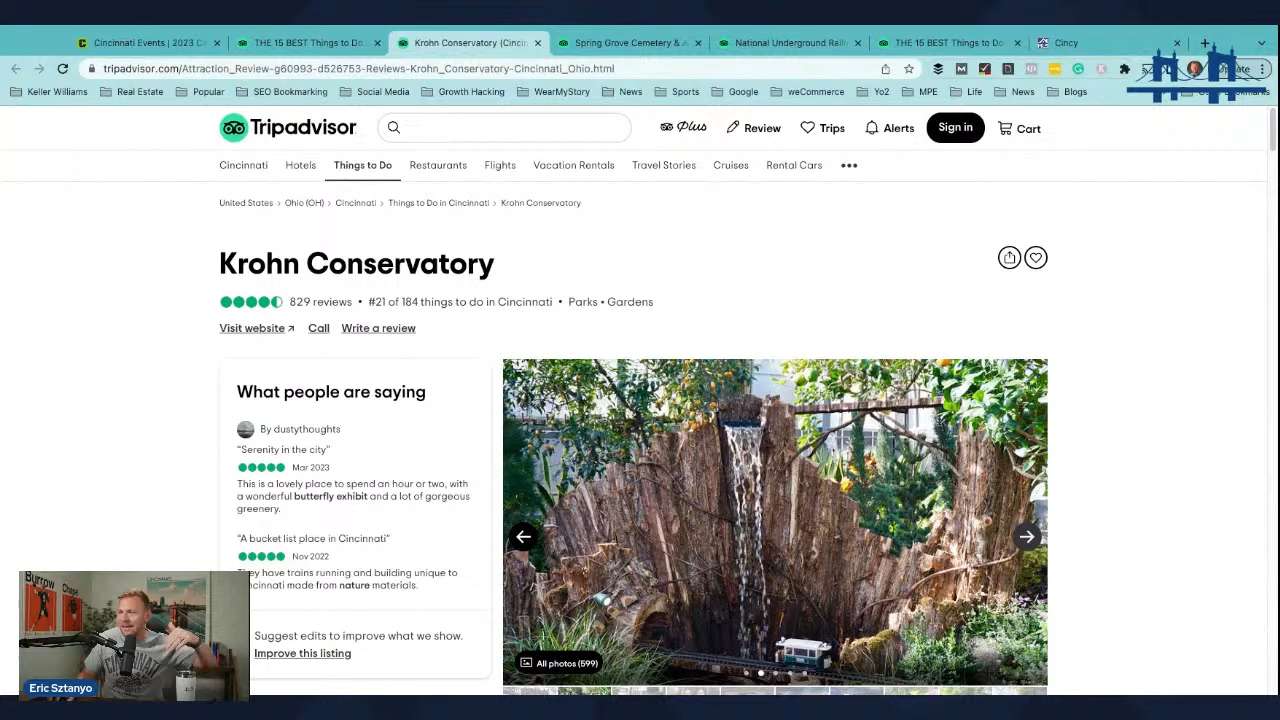 Cincinnati Events | 2023 Ci
THE 15 BEST Things to Do
Krohn Conservatory (Cincin
Spring Grove Cemetery & A
National Underground Railr
THE 15 BEST Things to Do
Cincy
tripadvisor.com/Attraction_Review-g60993-d526753-Reviews-Krohn_Conservatory-Cincinnati_Ohio.html
Keller Williams
Real Estate
Popular
SEO Bookmarking
Social Media
Growth Hacking
WearMyStory
News
Sports
Google
weCommerce
Yo2
MPE
Life
News
Blogs
Tripadvisor
Plus
Review
Trips
Alerts
Sign in
Cart
Cincinnati
Hotels
Things to Do
Restaurants
Flights
Vacation Rentals
Travel Stories
Cruises
Rental Cars
United States > Ohio (OH) > Cincinnati > Things to Do in Cincinnati > Krohn Conservatory
Krohn Conservatory
829 reviews • #21 of 184 things to do in Cincinnati • Parks • Gardens
Visit website
Call
Write a review
What people are saying
By dustythoughts
"Serenity in the city"
Mar 2023
This is a lovely place to spend an hour or two, with
a wonderful butterfly exhibit and a lot of gorgeous
greenery.
"A bucket list place in Cincinnati"
Nov 2022
They have trains running and building unique to
cincinnati made from nature materials.
Suggest edits to improve what we show.
Improve this listing
All photos (599)
Burrow
Chase
CINCINNATI
Eric Sztanyo